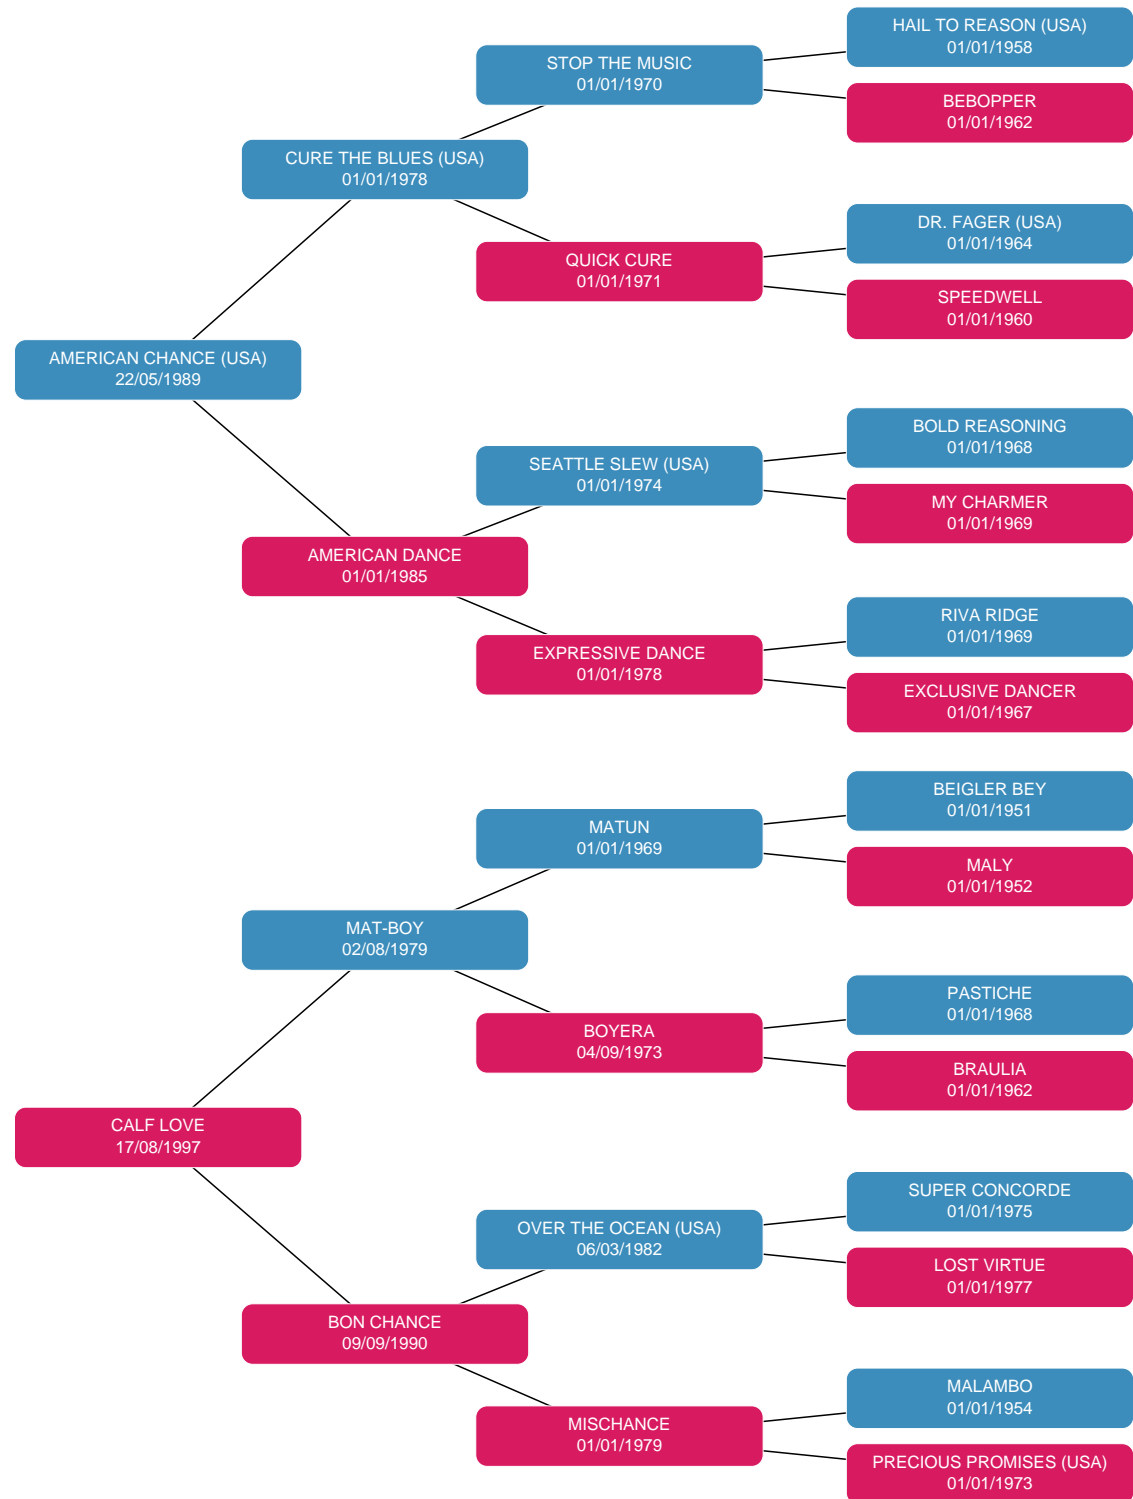 HAIL TO REASON (USA)
01/01/1958
STOP THE MUSIC
01/01/1970
BEBOPPER
01/01/1962
CURE THE BLUES (USA)
01/01/1978
DR. FAGER (USA)
01/01/1964
QUICK CURE
01/01/1971
SPEEDWELL
01/01/1960
AMERICAN CHANCE (USA)
22/05/1989
BOLD REASONING
01/01/1968
SEATTLE SLEW (USA)
01/01/1974
MY CHARMER
01/01/1969
AMERICAN DANCE
01/01/1985
RIVA RIDGE
01/01/1969
EXPRESSIVE DANCE
01/01/1978
EXCLUSIVE DANCER
01/01/1967
BEIGLER BEY
01/01/1951
MATUN
01/01/1969
MALY
01/01/1952
MAT-BOY
02/08/1979
PASTICHE
01/01/1968
BOYERA
04/09/1973
BRAULIA
01/01/1962
CALF LOVE
17/08/1997
SUPER CONCORDE
01/01/1975
OVER THE OCEAN (USA)
06/03/1982
LOST VIRTUE
01/01/1977
BON CHANCE
09/09/1990
MALAMBO
01/01/1954
MISCHANCE
01/01/1979
PRECIOUS PROMISES (USA)
01/01/1973